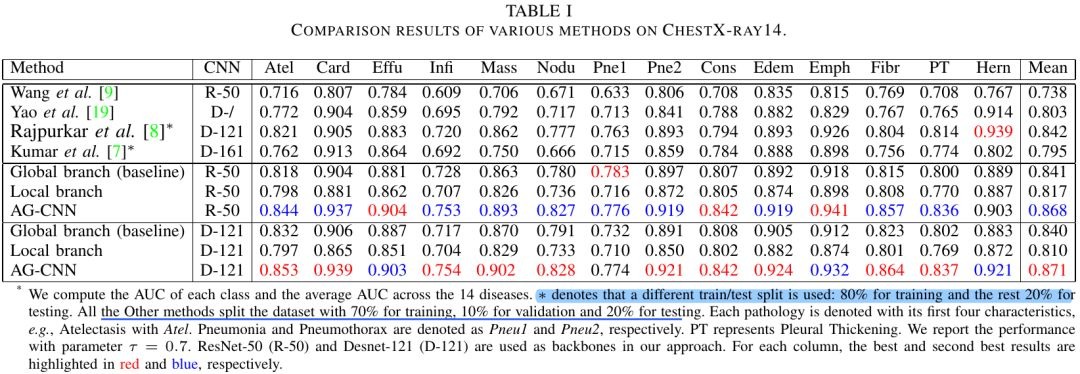 TABLE I
COMPARISON RESULTS OF VARIOUS METHODS ON CHESTX-RAY14.
Method CNN Atel Card Effu Infi Mass Nodu Pne1 Pne2 Cons Edem Emph Fibr PT Hern Mean
Wang et al. [9] R-50 0.716 0.807 0.784 0.609 0.706 0.671 0.633 0.806 0.708 0.835 0.815 0.769 0.708 0.767 0.738
Yao et al. [19] D-/ 0.772 0.904 0.859 0.695 0.792 0.717 0.713 0.841 0.788 0.882 0.829 0.767 0.765 0.914 0.803
Rajpurkar et al. [8]* D-121 0.821 0.905 0.883 0.720 0.862 0.777 0.763 0.893 0.794 0.893 0.926 0.804 0.814 0.939 0.842
Kumar et al. [7]* D-161 0.762 0.913 0.864 0.692 0.750 0.666 0.715 0.859 0.784 0.888 0.898 0.756 0.774 0.802 0.795
Global branch (baseline) R-50 0.818 0.904 0.881 0.728 0.863 0.780 0.783 0.897 0.807 0.892 0.918 0.815 0.800 0.889 0.841
Local branch R-50 0.798 0.881 0.862 0.707 0.826 0.736 0.716 0.872 0.805 0.874 0.898 0.808 0.770 0.887 0.817
AG-CNN R-50 0.844 0.937 0.904 0.753 0.893 0.827 0.776 0.919 0.842 0.919 0.941 0.857 0.836 0.903 0.868
Global branch (baseline) D-121 0.832 0.906 0.887 0.717 0.870 0.791 0.732 0.891 0.808 0.905 0.912 0.823 0.802 0.883 0.840
Local branch D-121 0.797 0.865 0.851 0.704 0.829 0.733 0.710 0.850 0.802 0.882 0.874 0.801 0.769 0.872 0.810
AG-CNN D-121 0.853 0.939 0.903 0.754 0.902 0.828 0.774 0.921 0.842 0.924 0.932 0.864 0.837 0.921 0.871
* We compute the AUC of each class and the average AUC across the 14 diseases. ∗ denotes that a different train/test split is used: 80% for training and the rest 20% for
testing. All the Other methods split the dataset with 70% for training, 10% for validation and 20% for testing. Each pathology is denoted with its first four characteristics,
e.g., Atelectasis with Atel. Pneumonia and Pneumothorax are denoted as Pneu1 and Pneu2, respectively. PT represents Pleural Thickening. We report the performance
with parameter τ = 0.7. ResNet-50 (R-50) and Desnet-121 (D-121) are used as backbones in our approach. For each column, the best and second best results are
highlighted in red and blue, respectively.